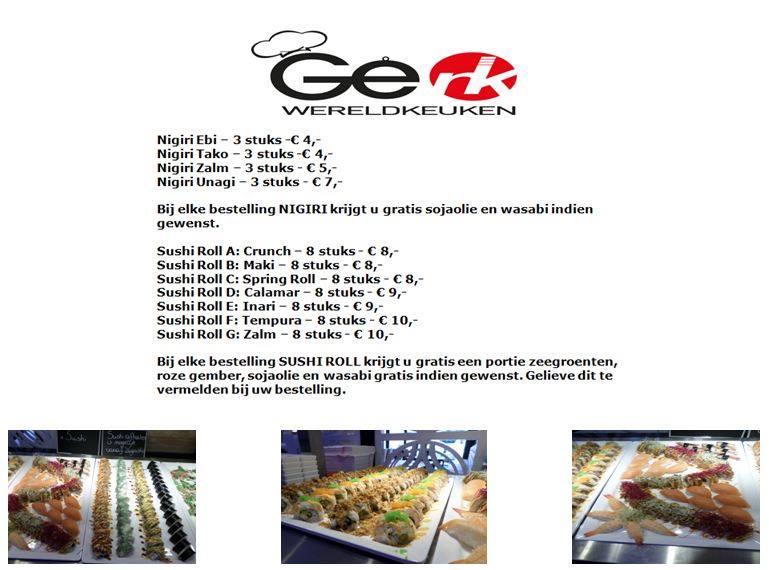 Gerk
WERELDKEUKEN
Nigiri Ebi – 3 stuks -€ 4,-
Nigiri Tako – 3 stuks -€ 4,-
Nigiri Zalm – 3 stuks - € 5,-
Nigiri Unagi – 3 stuks - € 7,-
Bij elke bestelling NIGIRI krijgt u gratis sojaolie en wasabi indien
gewenst.
Sushi Roll A: Crunch – 8 stuks - € 8,-
Sushi Roll B: Maki – 8 stuks - € 8,-
Sushi Roll C: Spring Roll – 8 stuks - € 8,-
Sushi Roll D: Calamar – 8 stuks - € 9,-
Sushi Roll E: Inari – 8 stuks - € 9,-
Sushi Roll F: Tempura – 8 stuks - € 10,-
Sushi Roll G: Zalm – 8 stuks - € 10,-
Bij elke bestelling SUSHI ROLL krijgt u gratis een portie zeegroenten,
roze gember, sojaolie en wasabi gratis indien gewenst. Gelieve dit te
vermelden bij uw bestelling.
Sushi
Sushi afhalen
is mogelijk